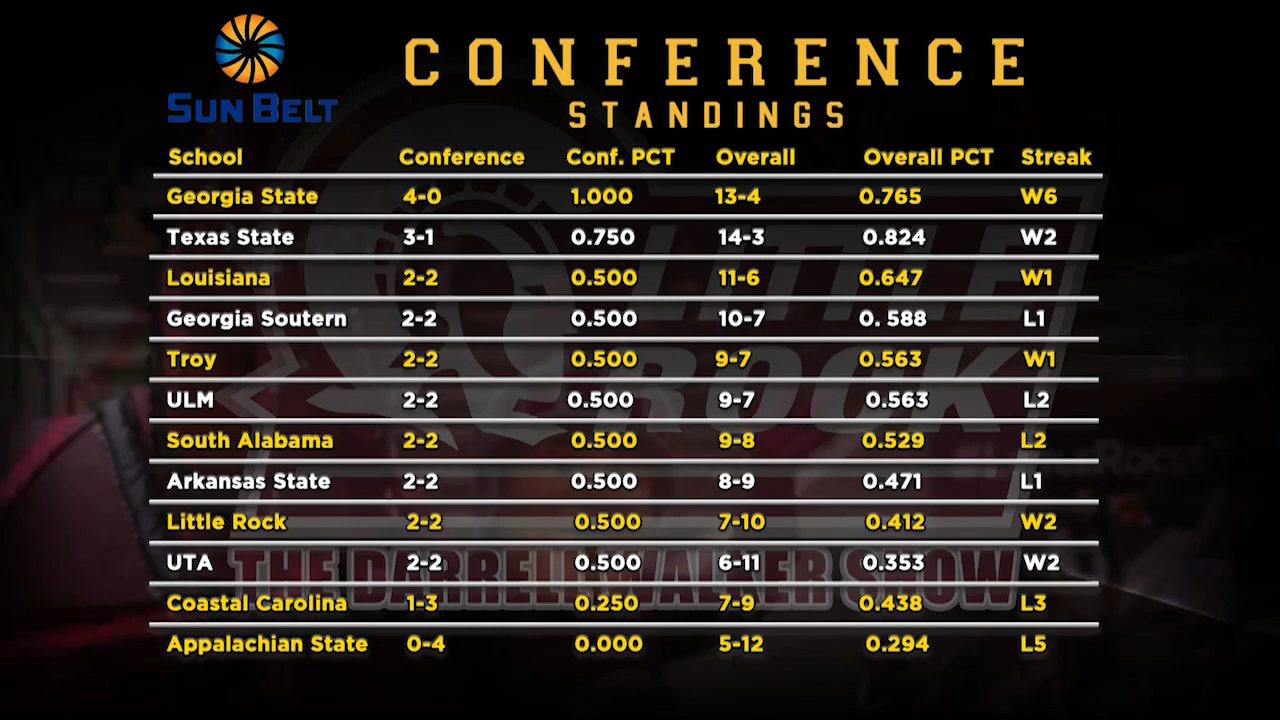 SUN BELT
CONFERENCE
STANDINGS
School Conference Conf. PCT Overall Overall PCT Streak
Georgia State 4-0 1.000 13-4 0.765 W6
Texas State 3-1 0.750 14-3 0.824 W2
Louisiana 2-2 0.500 11-6 0.647 W1
Georgia Soutern 2-2 0.500 10-7 0. 588 L1
Troy 2-2 0.500 9-7 0.563 W1
ULM 2-2 0.500 9-7 0.563 L2
South Alabama 2-2 0.500 9-8 0.529 L2
Arkansas State 2-2 0.500 8-9 0.471 L1
Little Rock 2-2 0.500 7-10 0.412 W2
UTA 2-2 0.500 6-11 0.353 W2
Coastal Carolina 1-3 0.250 7-9 0.438 L3
Appalachian State 0-4 0.000 5-12 0.294 L5
LITTLE
ROCK
THE DARRELL WALKER SHOW